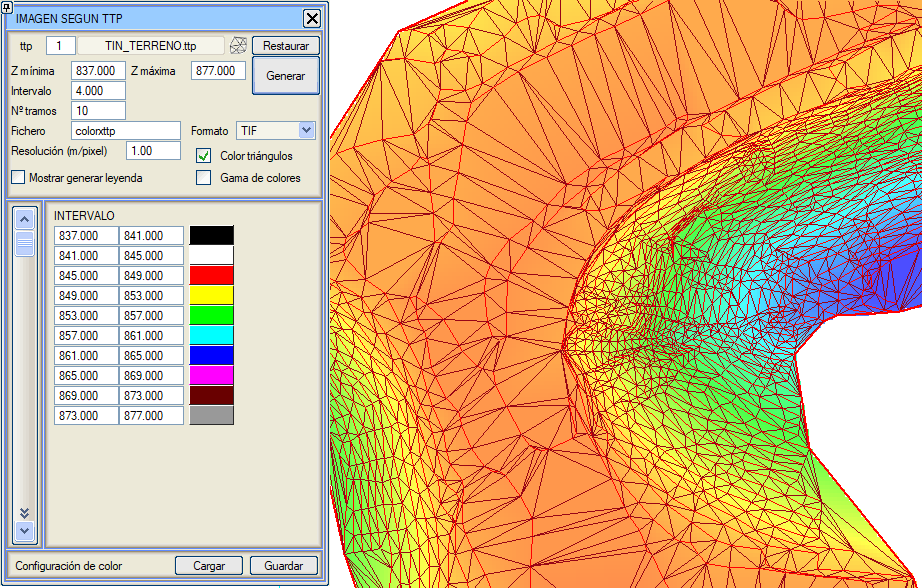 IMAGEN SEGUN TTP
ttp 1 TIN_TERRENO.ttp Restaurar
Z mínima 837.000 Z máxima 877.000 Generar
Intervalo 4.000
Nº tramos 10
Fichero colorxttp Formato TIF
Resolución (m/pixel) 1.00 Color triángulos
Mostrar generar leyenda Gama de colores
INTERVALO
837.000 841.000
841.000 845.000
845.000 849.000
849.000 853.000
853.000 857.000
857.000 861.000
861.000 865.000
865.000 869.000
869.000 873.000
873.000 877.000
Configuración de color Cargar Guardar